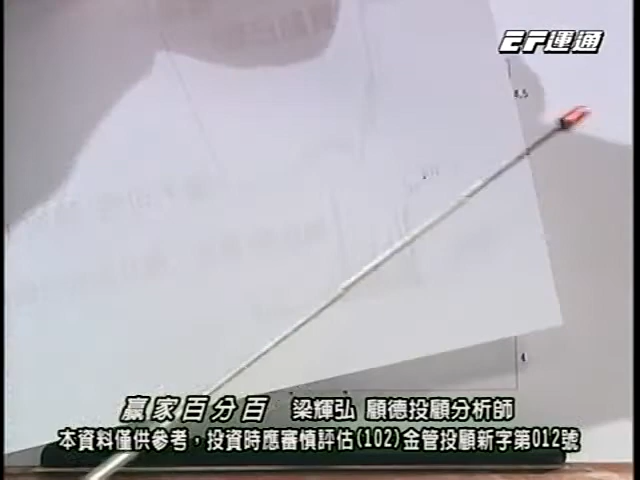 ET運通
8.5
4
贏家百分百 梁輝弘 顧德投顧分析師
本資料僅供參考，投資時應審慎評估(102)金管投顧新字第012號